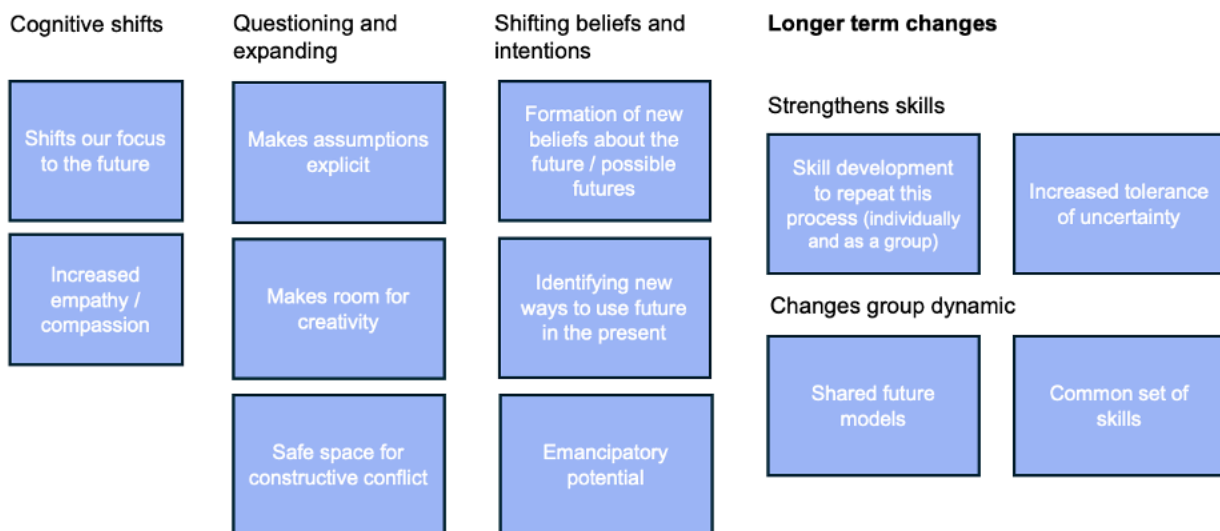 Cognitive shifts
Shifts our focus
to the future
Increased
empathy /
compassion
Questioning and
expanding
Makes assumptions
explicit
Makes room for
creativity
Safe space for
constructive conflict
Shifting beliefs and
intentions
Formation of new
beliefs about the
future / possible
futures
Identifying new
ways to use future
in the present
Emancipatory
potential
Longer term changes
Strengthens skills
Skill development
to repeat this
process (individually
and as a group)
Increased tolerance
of uncertainty
Changes group dynamic
Shared future
models
Common set of
skills